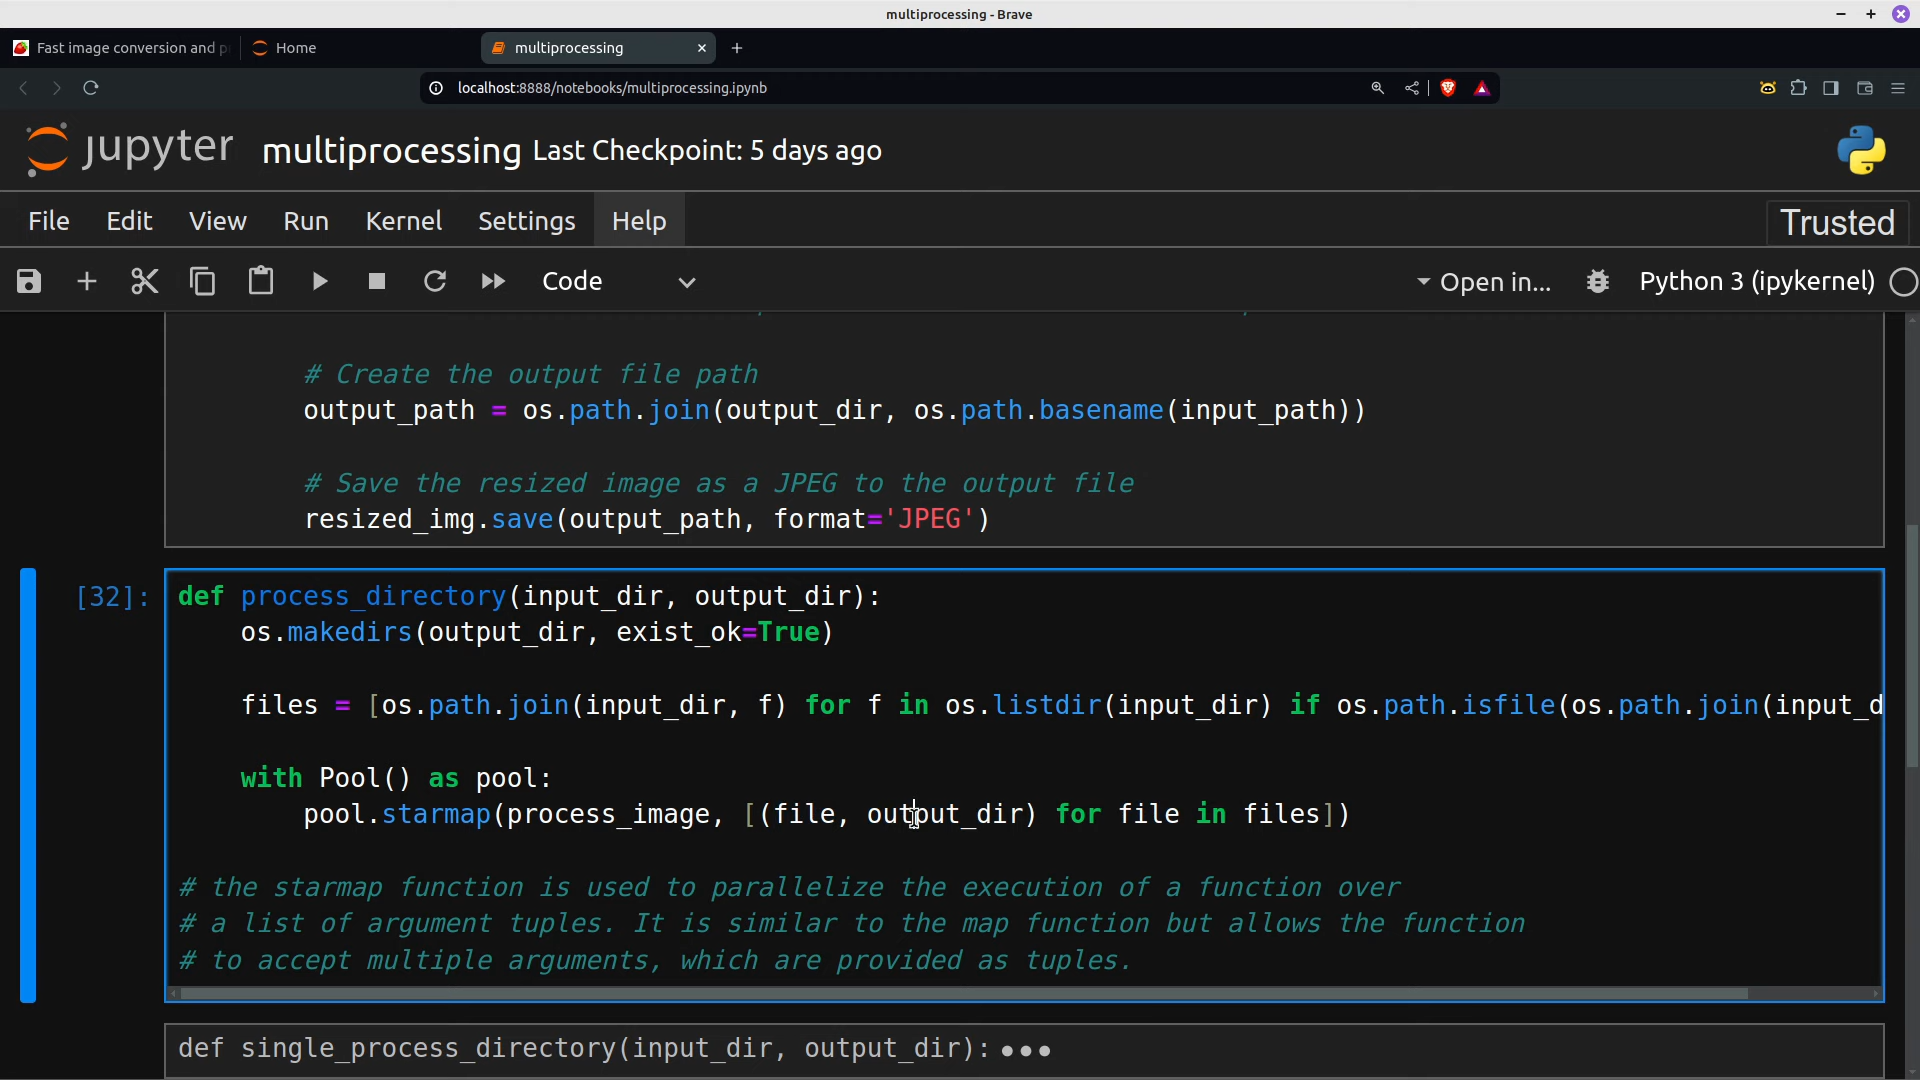 multiprocessing - Brave
Fast image conversion and
Home
multiprocessing
localhost:8888/notebooks/multiprocessing.ipynb
jupyter multiprocessing Last Checkpoint: 5 days ago
File Edit View Run Kernel Settings Help Trusted
Code Open in... Python 3 (ipykernel)
# Create the output file path
output_path = os.path.join(output_dir, os.path.basename(input_path))
# Save the resized image as a JPEG to the output file
resized_img.save(output_path, format='JPEG')
[32]: def process_directory(input_dir, output_dir):
os.makedirs(output_dir, exist_ok=True)
files = [os.path.join(input_dir, f) for f in os.listdir(input_dir) if os.path.isfile(os.path.join(input_d
with Pool() as pool:
pool.starmap(process_image, [(file, output_dir) for file in files])
# the starmap function is used to parallelize the execution of a function over
# a list of argument tuples. It is similar to the map function but allows the function
# to accept multiple arguments, which are provided as tuples.
def single_process_directory(input_dir, output_dir):